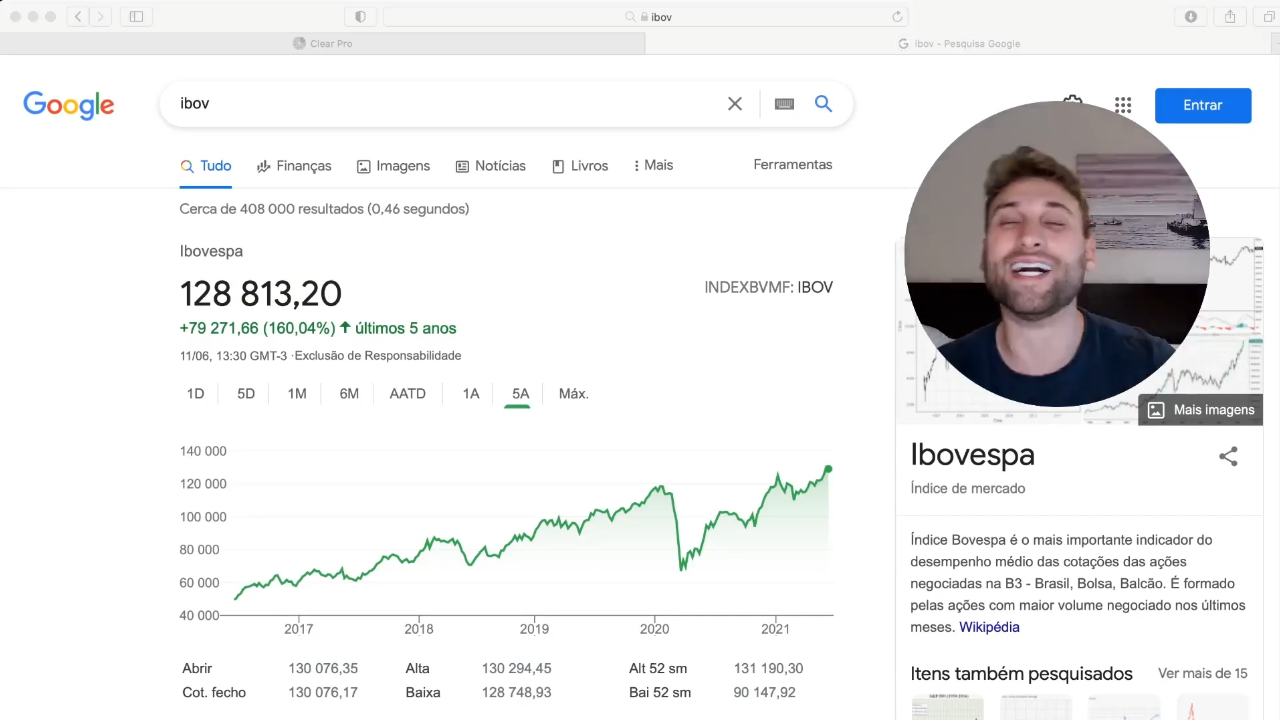 ibov
Clear Pro
ibov - Pesquisa Google
Google
ibov
Entrar
Tudo
Finanças
Imagens
Notícias
Livros
Mais
Ferramentas
Cerca de 408 000 resultados (0,46 segundos)
Ibovespa
128 813,20
INDEXBVMF: IBOV
+79 271,66 (160,04%) ↑ últimos 5 anos
11/06, 13:30 GMT-3 ·Exclusão de Responsabilidade
1D 5D 1M 6M AATD 1A 5A Máx.
140 000
120 000
100 000
80 000
60 000
40 000
2017 2018 2019 2020 2021
Abrir 130 076,35 Alta 130 294,45 Alt 52 sm 131 190,30
Cot. fecho 130 076,17 Baixa 128 748,93 Bai 52 sm 90 147,92
Mais imagens
Ibovespa
Índice de mercado
Índice Bovespa é o mais importante indicador do
desempenho médio das cotações das ações
negociadas na B3 - Brasil, Bolsa, Balcão. É formado
pelas ações com maior volume negociado nos últimos
meses. Wikipédia
Itens também pesquisados Ver mais de 15